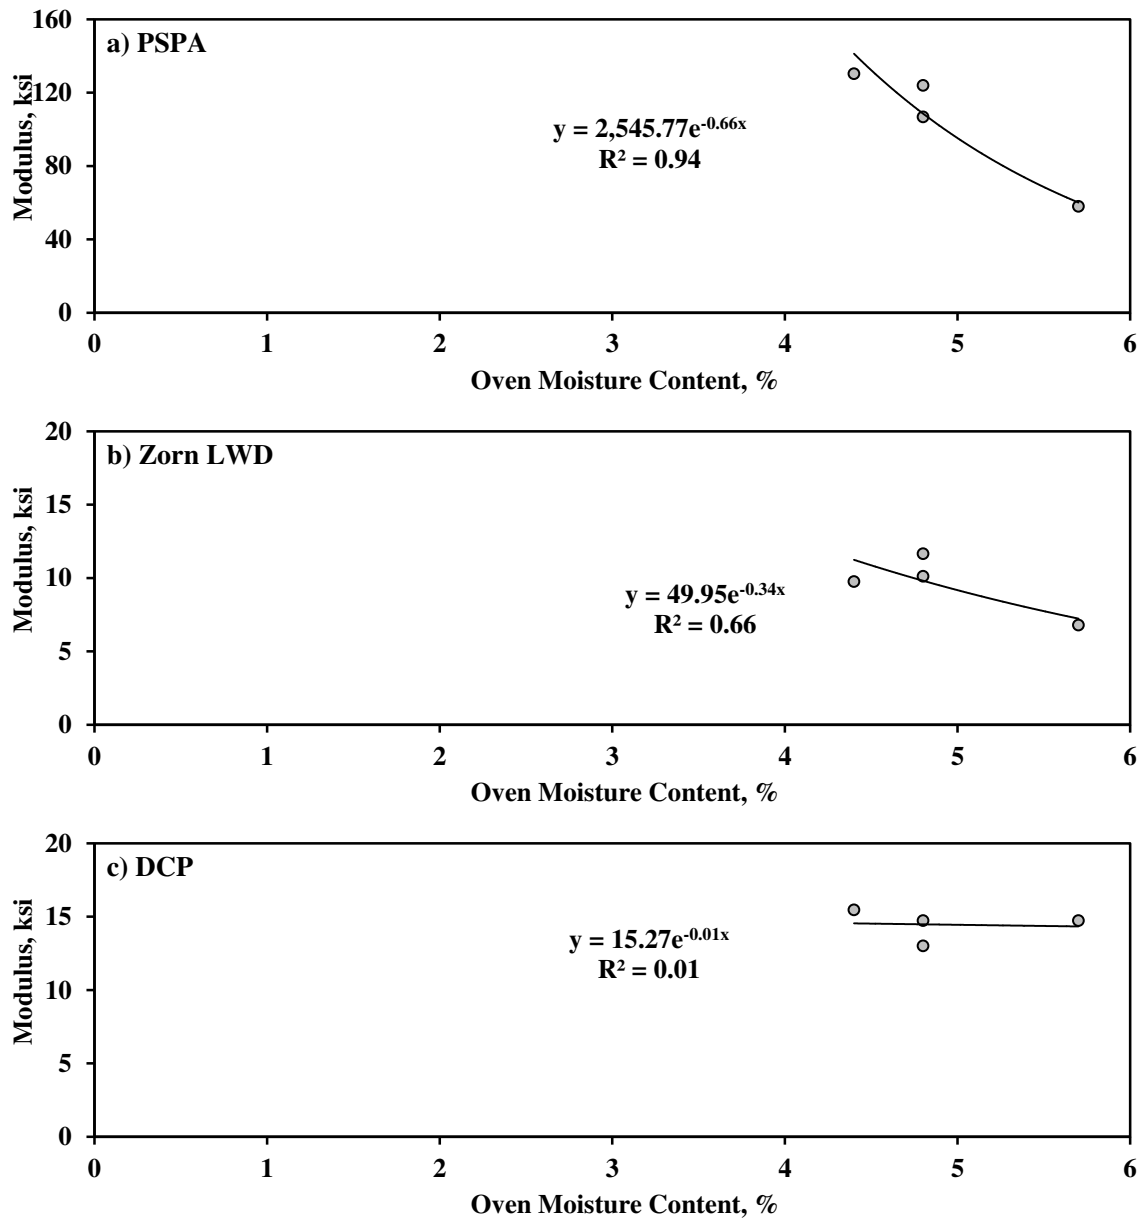 a) PSPA
Modulus, ksi
160
120
80
40
0
y = 2,545.77e^-0.66x
R² = 0.94
0 1 2 3 4 5 6
Oven Moisture Content, %
b) Zorn LWD
Modulus, ksi
20
15
10
5
0
y = 49.95e^-0.34x
R² = 0.66
0 1 2 3 4 5 6
Oven Moisture Content, %
c) DCP
Modulus, ksi
20
15
10
5
0
y = 15.27e^-0.01x
R² = 0.01
0 1 2 3 4 5 6
Oven Moisture Content, %